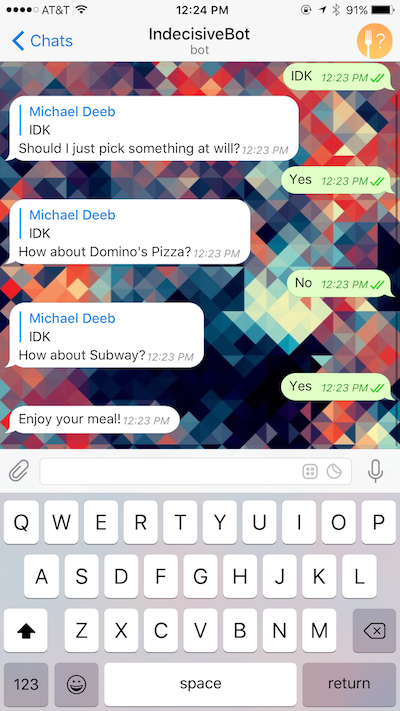 AT&T 12:24 PM 91%
Chats IndecisiveBot ?
bot
IDK 12:23 PM
Michael Deeb
IDK
Should I just pick something at will? 12:23 PM
Yes 12:23 PM
Michael Deeb
IDK
How about Domino's Pizza? 12:23 PM
No 12:23 PM
Michael Deeb
IDK
How about Subway? 12:23 PM
Yes 12:23 PM
Enjoy your meal! 12:23 PM
Q W E R T Y U I O P
A S D F G H J K L
Z X C V B N M
123 space return